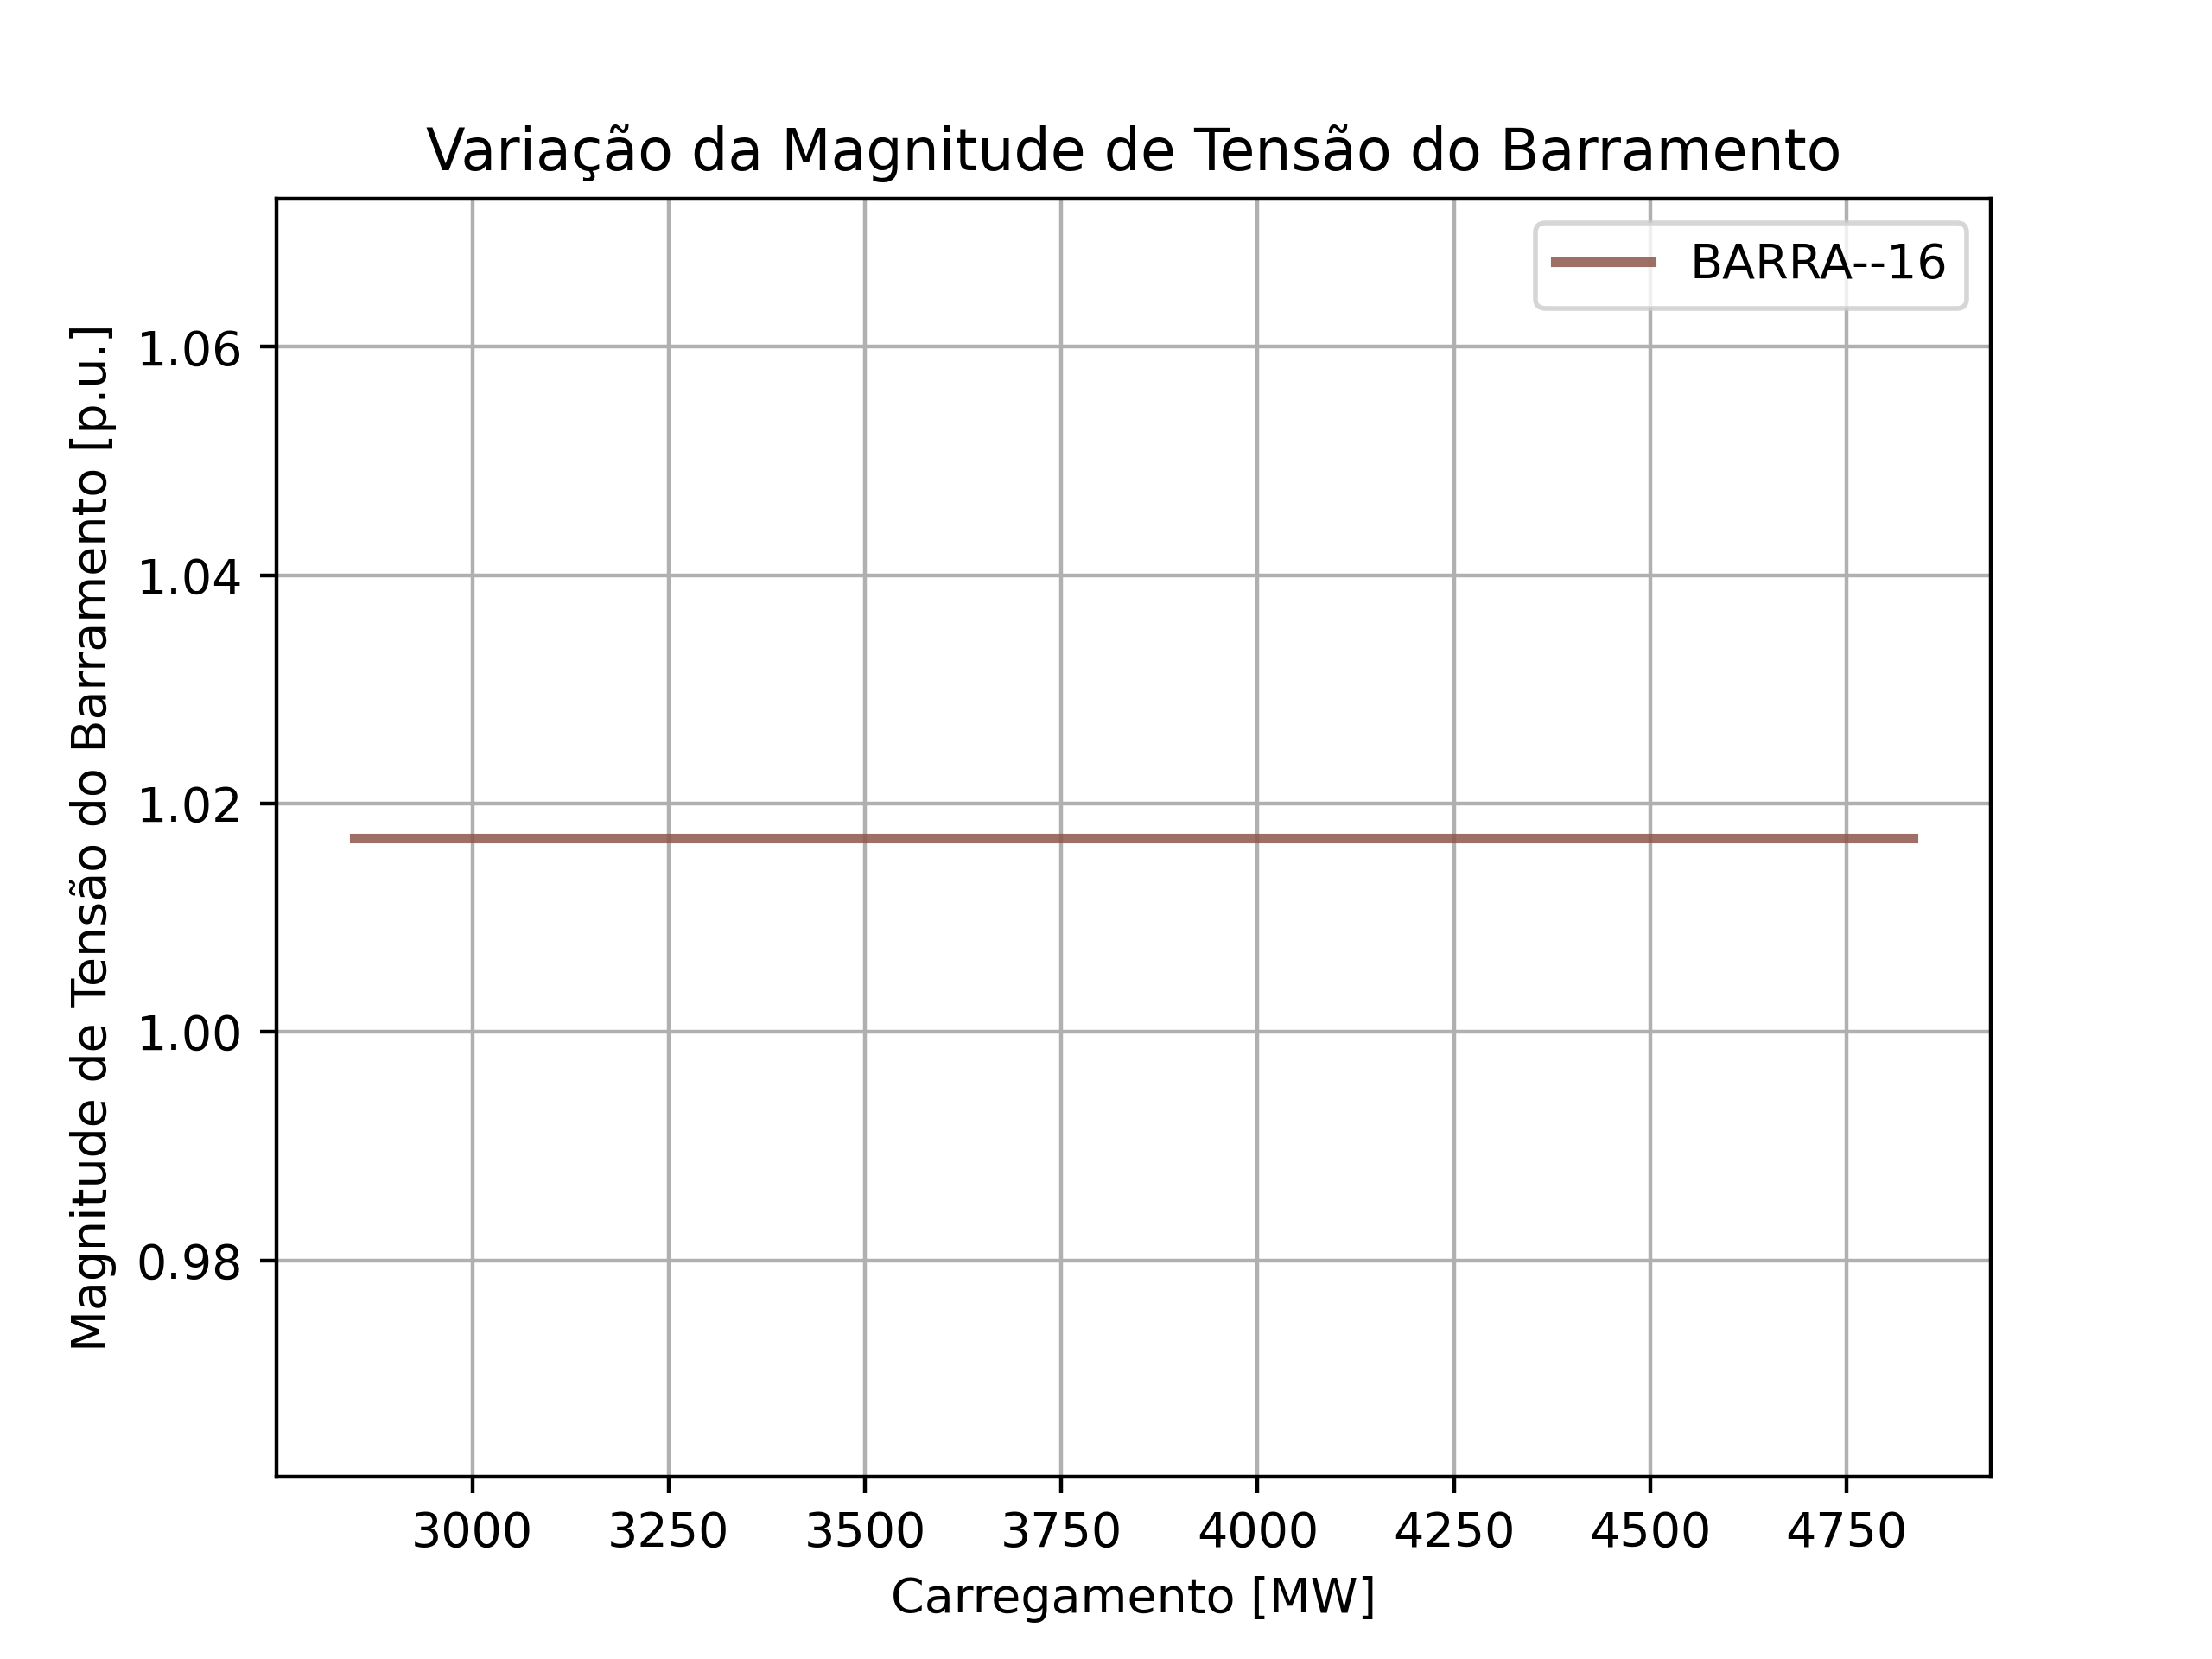 Variação da Magnitude de Tensão do Barramento
BARRA--16
Magnitude de Tensão do Barramento [p.u.]
1.06
1.04
1.02
1.00
0.98
3000 3250 3500 3750 4000 4250 4500 4750
Carregamento [MW]